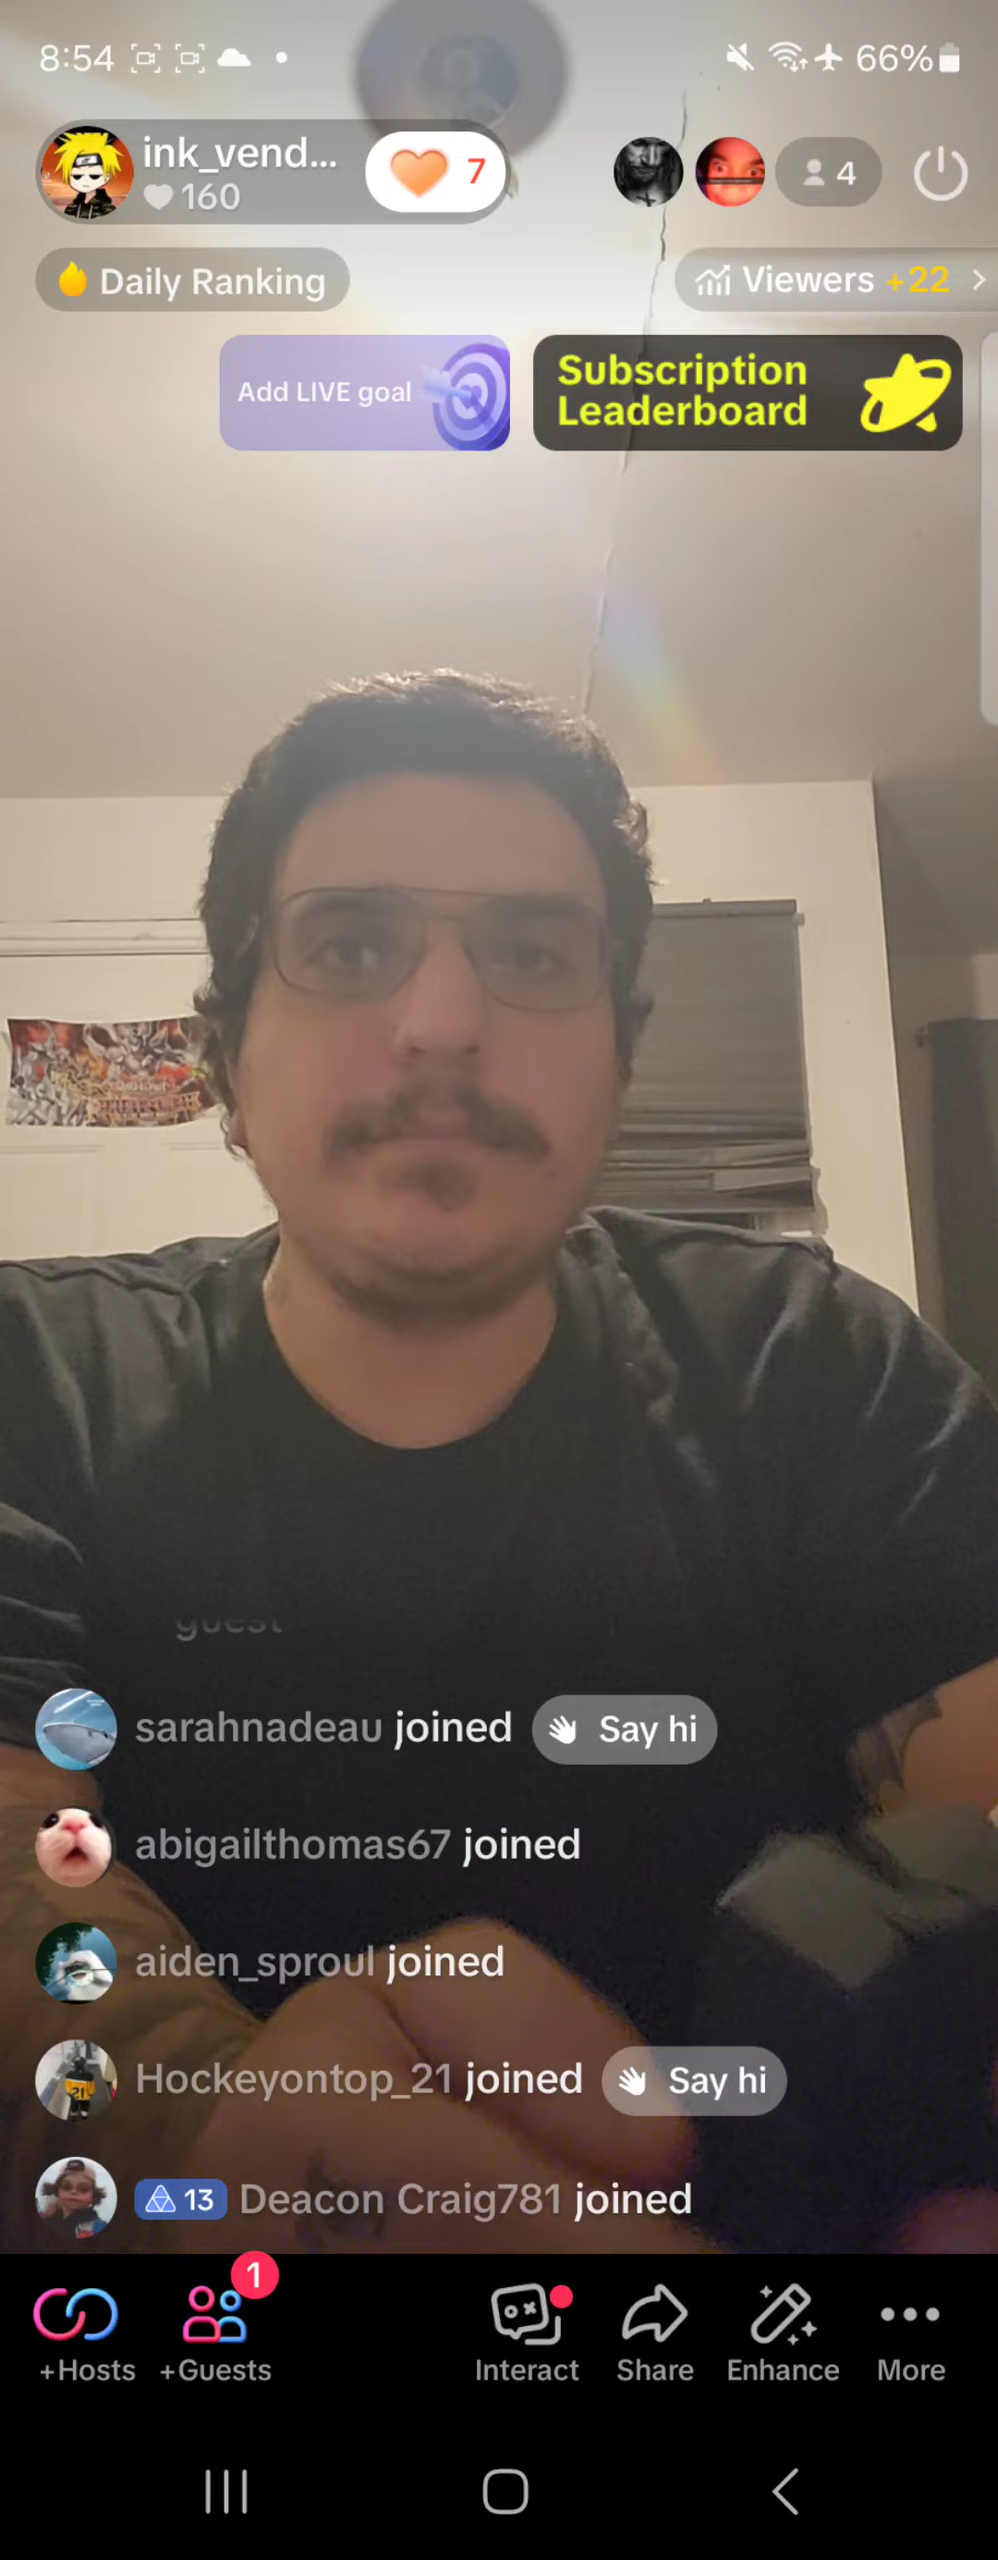 8:54
66%
ink_vend...
160
7
4
Daily Ranking
Viewers +22
Add LIVE goal
Subscription
Leaderboard
guest
sarahnadeau joined
Say hi
abigailthomas67 joined
aiden_sproul joined
Hockeyontop_21 joined
Say hi
13 Deacon Craig781 joined
1
+Hosts
+Guests
Interact
Share
Enhance
More